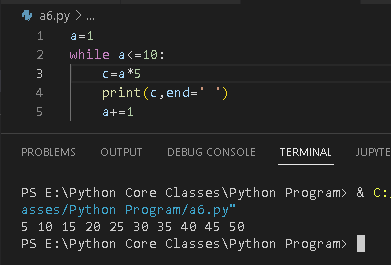 a6.py > ...
1 a=1
2 while a<=10:
3 c=a*5
4 print(c,end=' ')
5 a+=1
PROBLEMS OUTPUT DEBUG CONSOLE TERMINAL JUPYTE
PS E:\Python Core Classes\Python Program> & C:
asses/Python Program/a6.py"
5 10 15 20 25 30 35 40 45 50
PS E:\Python Core Classes\Python Program>